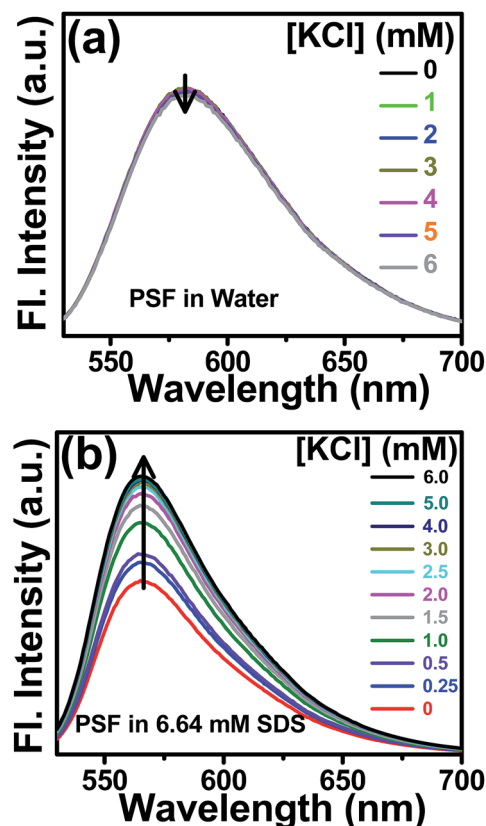 (a)
[KCl] (mM)
0
1
2
3
4
5
6
Fl. Intensity (a.u.)
PSF in Water
550 600 650 700
Wavelength (nm)
(b)
[KCl] (mM)
6.0
5.0
4.0
3.0
2.5
2.0
1.5
1.0
0.5
0.25
0
Fl. Intensity (a.u.)
PSF in 6.64 mM SDS
550 600 650 700
Wavelength (nm)